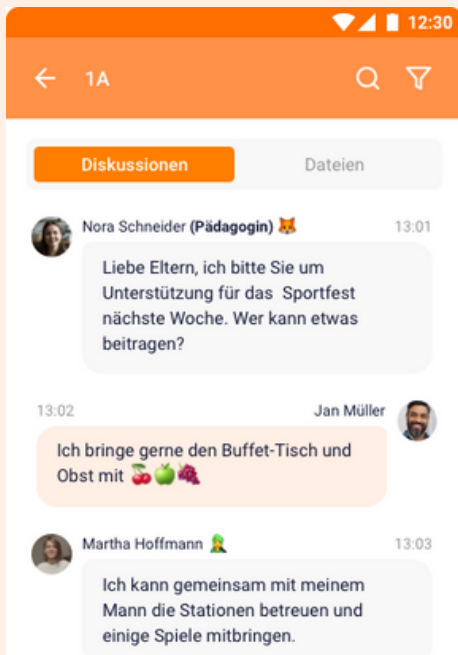 12:30
1A
Diskussionen
Dateien
Nora Schneider (Pädagogin) 🦊 13:01
Liebe Eltern, ich bitte Sie um
Unterstützung für das  Sportfest
nächste Woche. Wer kann etwas
beitragen?
13:02 Jan Müller
Ich bringe gerne den Buffet-Tisch und
Obst mit 🍒🍏🍇
Martha Hoffmann 13:03
Ich kann gemeinsam mit meinem
Mann die Stationen betreuen und
einige Spiele mitbringen.